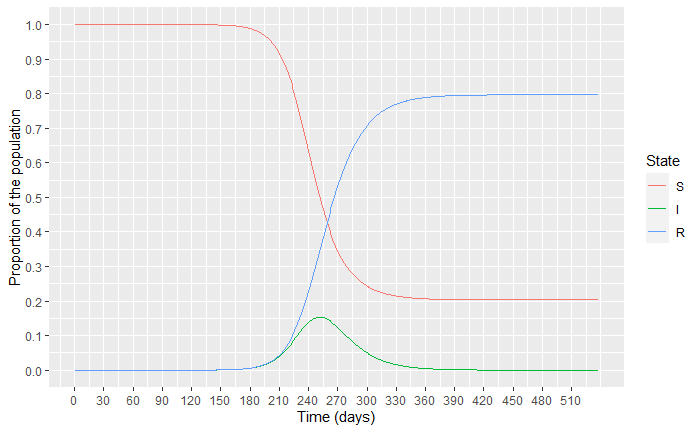 1.0
0.9
0.8
0.7
0.6
0.5
0.4
0.3
0.2
0.1
0.0
Proportion of the population
0 30 60 90 120 150 180 210 240 270 300 330 360 390 420 450 480 510
Time (days)
State
S
I
R